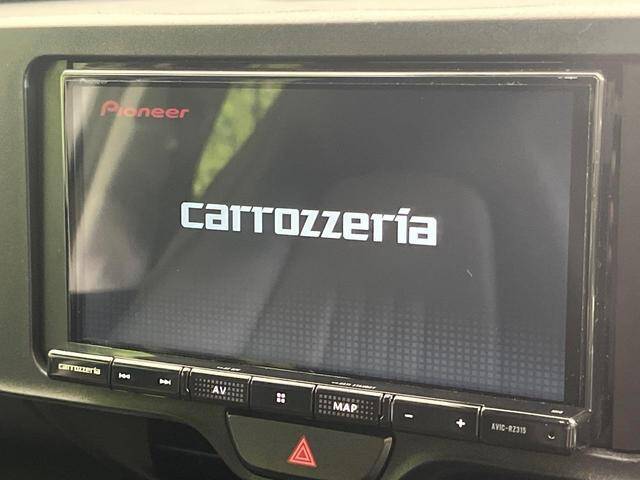 Pioneer
carrozzeria
carrozzeria
AV
MAP
- +
AVIC-RZ315